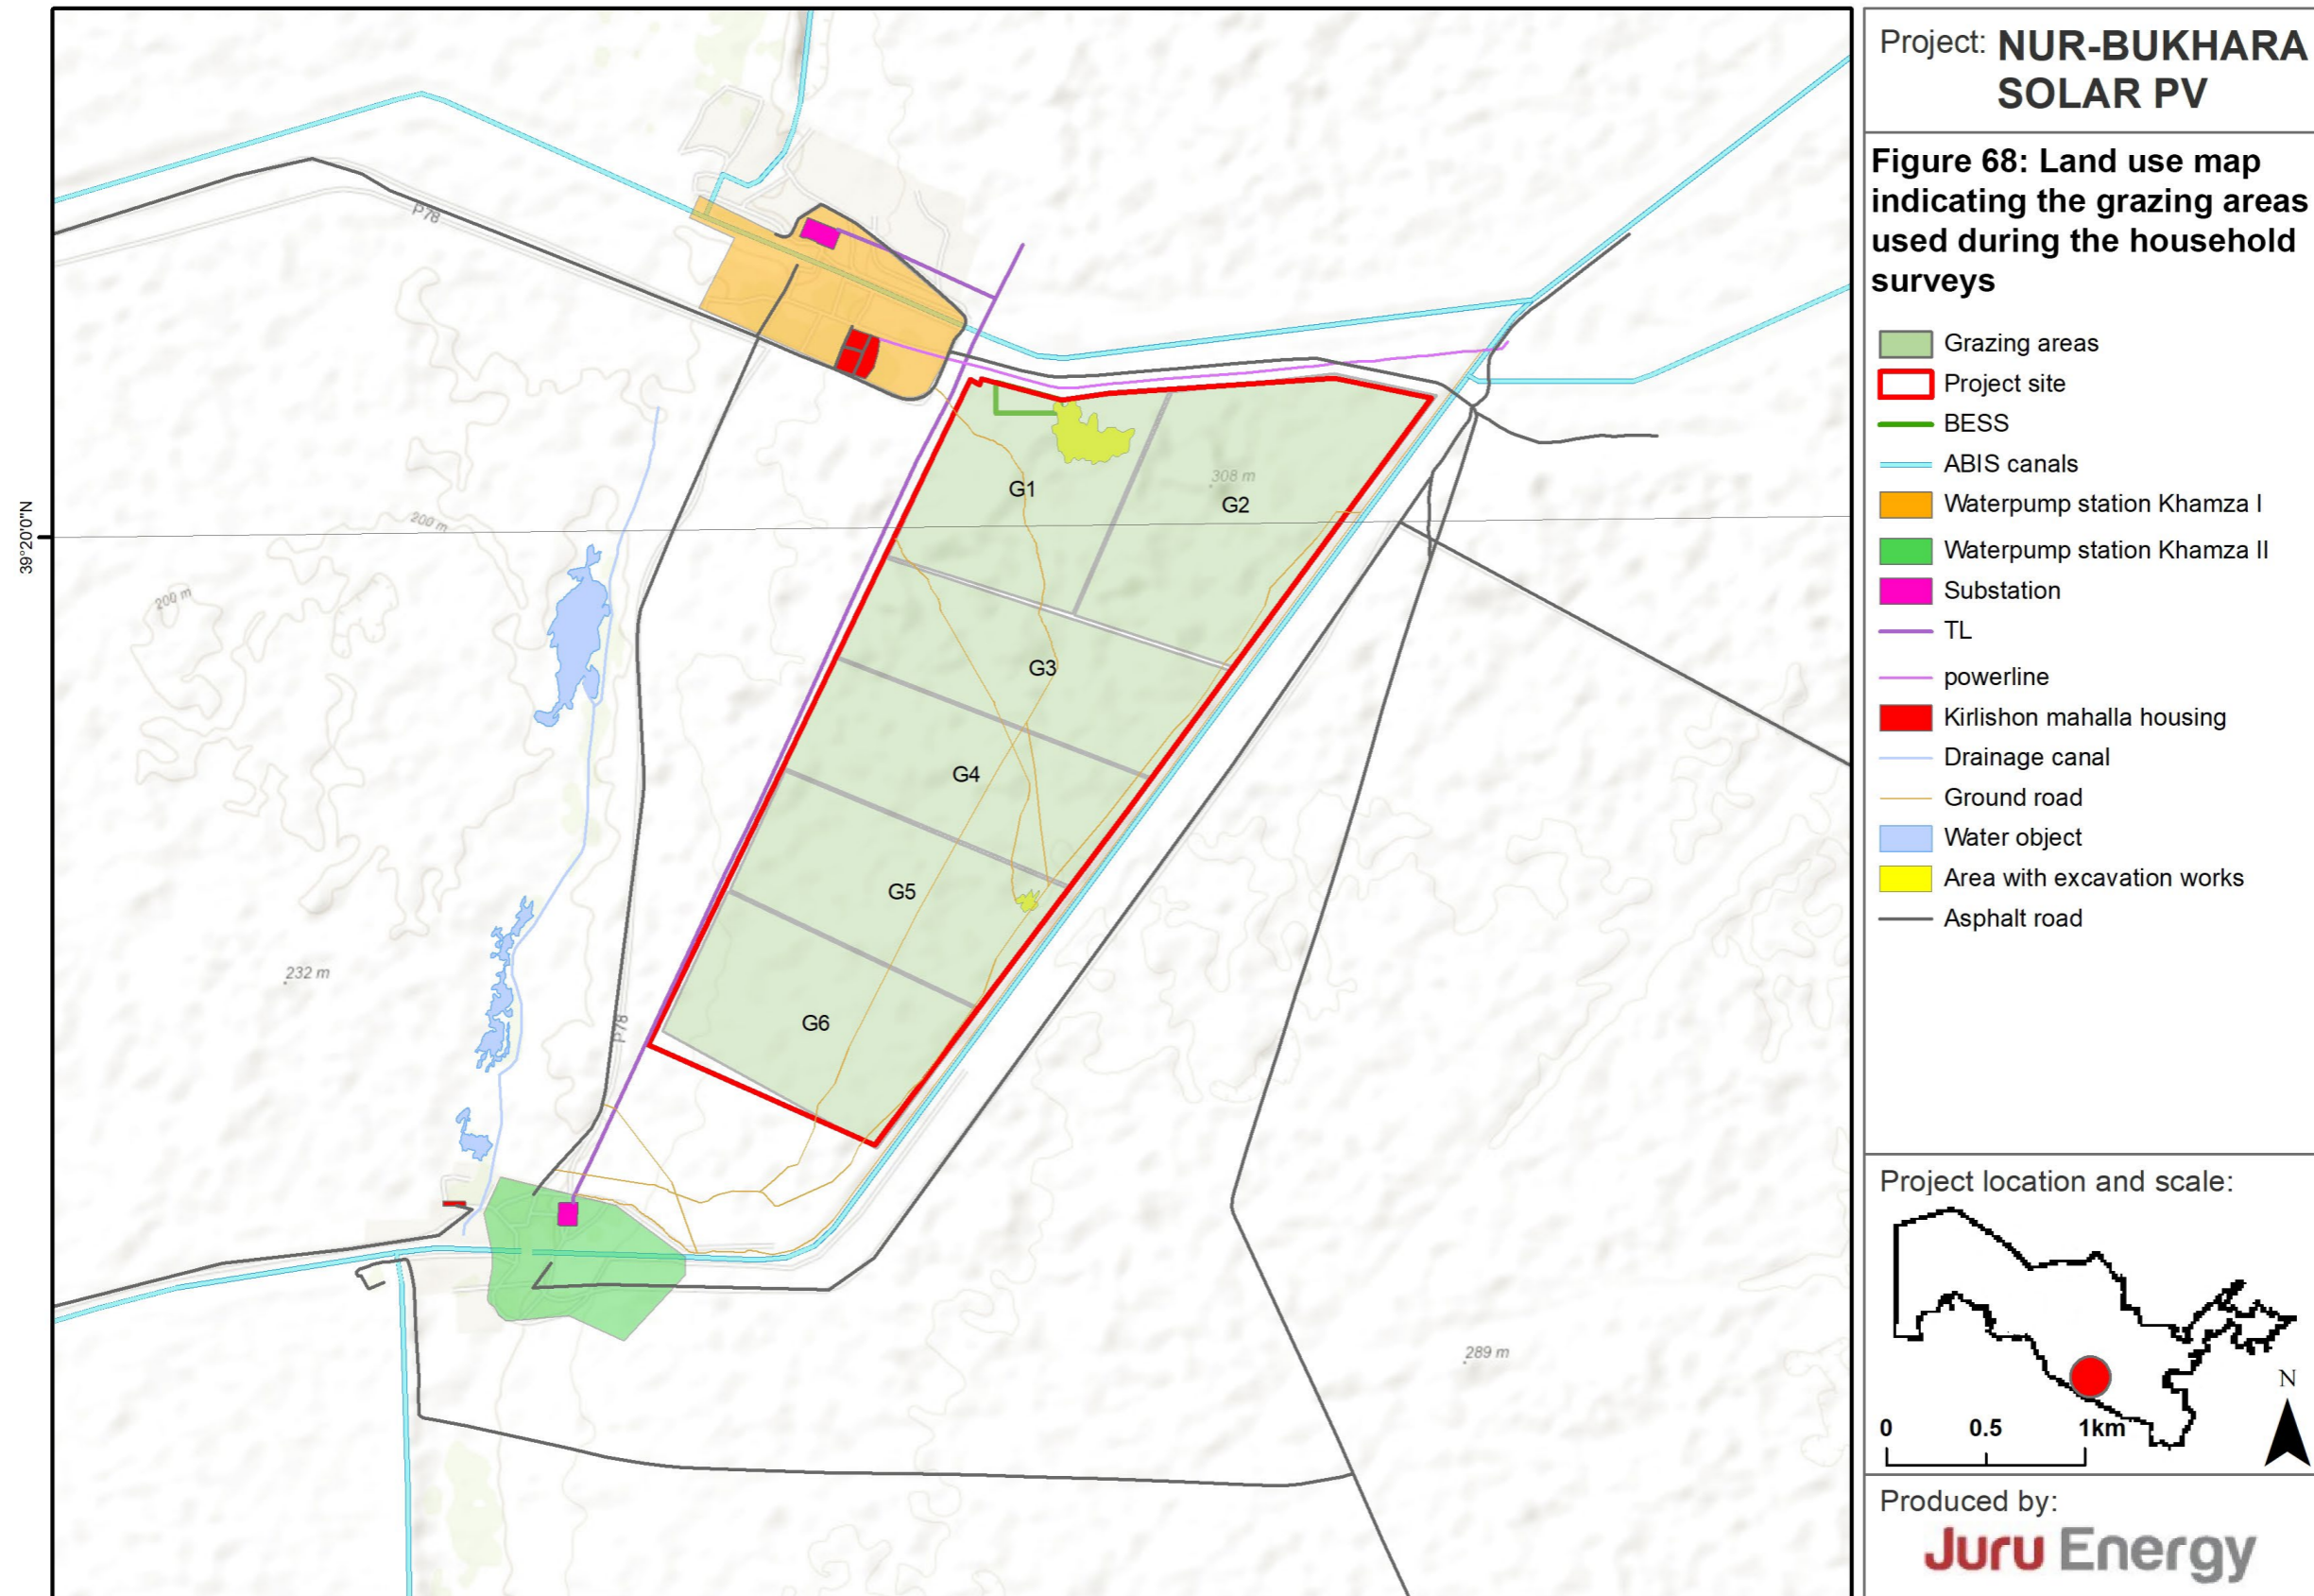 Project: NUR-BUKHARA
SOLAR PV
Figure 68: Land use map
indicating the grazing areas
used during the household
surveys
Grazing areas
Project site
BESS
ABIS canals
Waterpump station Khamza I
Waterpump station Khamza II
Substation
TL
powerline
Kirlishon mahalla housing
Drainage canal
Ground road
Water object
Area with excavation works
Asphalt road
Project location and scale:
N
0 0.5 1km
Produced by:
Juru Energy
39°20'0"N
P78
200 m
200 m
232 m
P78
308 m
289 m
G1
G2
G3
G4
G5
G6